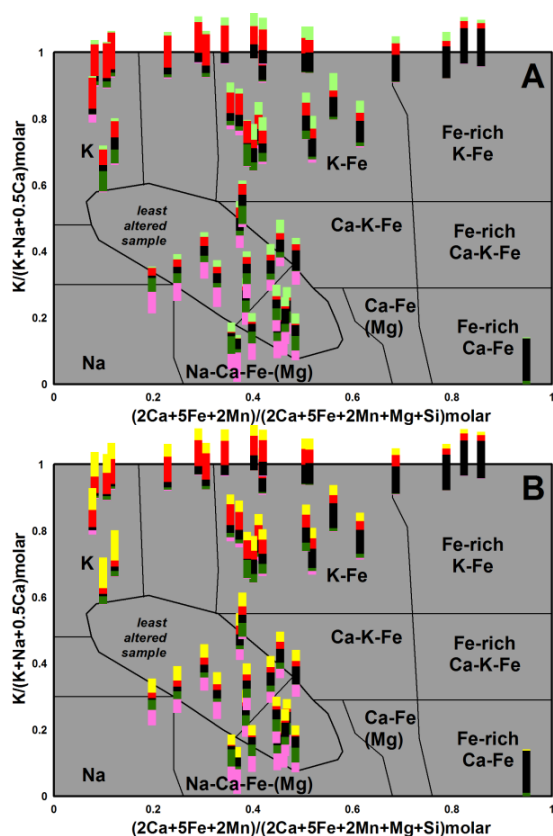 A
1
0.8
0.6
0.4
0.2
0
K/(K+Na+0.5Ca)molar
K
K-Fe
Fe-rich
K-Fe
least
altered
sample
Ca-K-Fe
Fe-rich
Ca-K-Fe
Ca-Fe
(Mg)
Fe-rich
Ca-Fe
Na
Na-Ca-Fe-(Mg)
0 0.2 0.4 0.6 0.8 1
(2Ca+5Fe+2Mn)/(2Ca+5Fe+2Mn+Mg+Si)molar
B
1
0.8
0.6
0.4
0.2
0
K/(K+Na+0.5Ca)molar
K
K-Fe
Fe-rich
K-Fe
least
altered
sample
Ca-K-Fe
Fe-rich
Ca-K-Fe
Ca-Fe
(Mg)
Fe-rich
Ca-Fe
Na
Na-Ca-Fe-(Mg)
0 0.2 0.4 0.6 0.8 1
(2Ca+5Fe+2Mn)/(2Ca+5Fe+2Mn+Mg+Si)molar